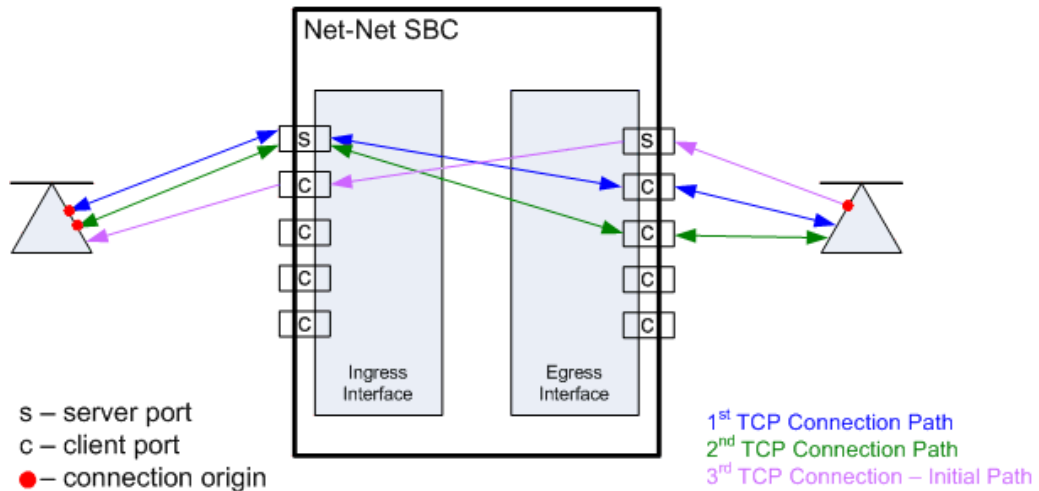 Net-Net SBC
S
S
C
C
C
C
C
C
C
C
Ingress
Interface
Egress
Interface
s – server port
c – client port
– connection origin
1st TCP Connection Path
2nd TCP Connection Path
3rd TCP Connection – Initial Path